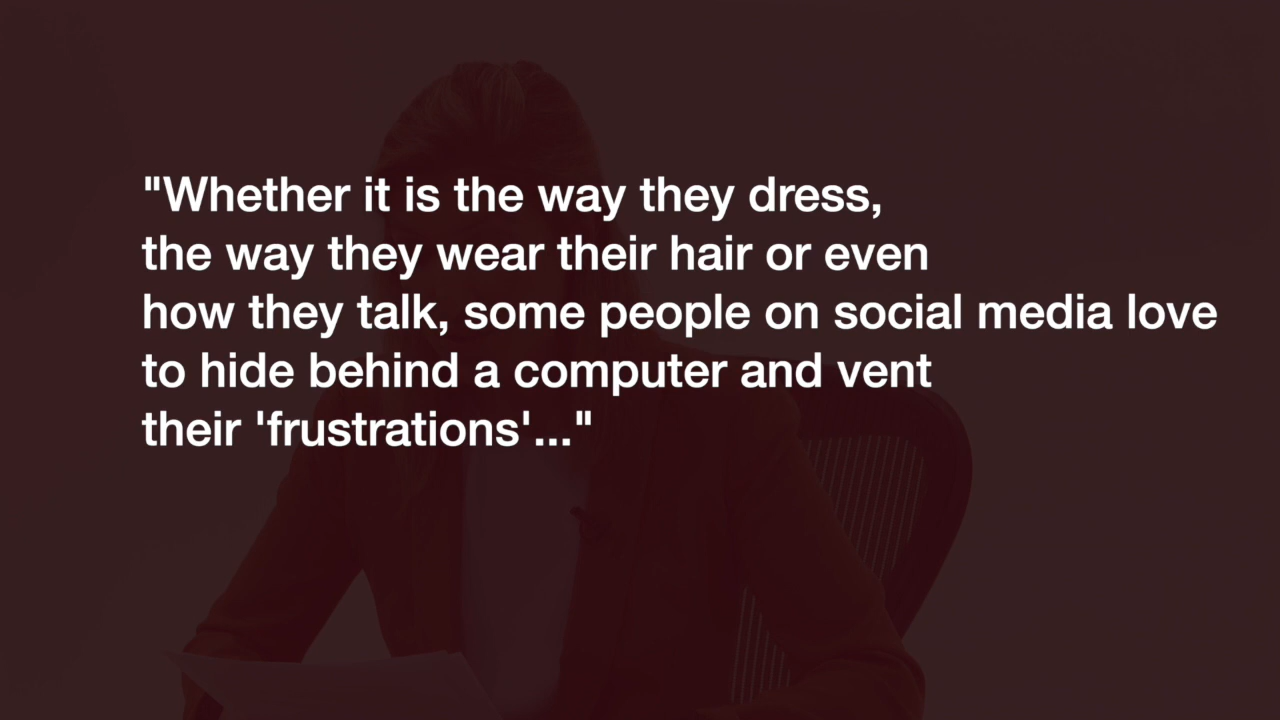 "Whether it is the way they dress,
the way they wear their hair or even
how they talk, some people on social media love
to hide behind a computer and vent
their 'frustrations'..."